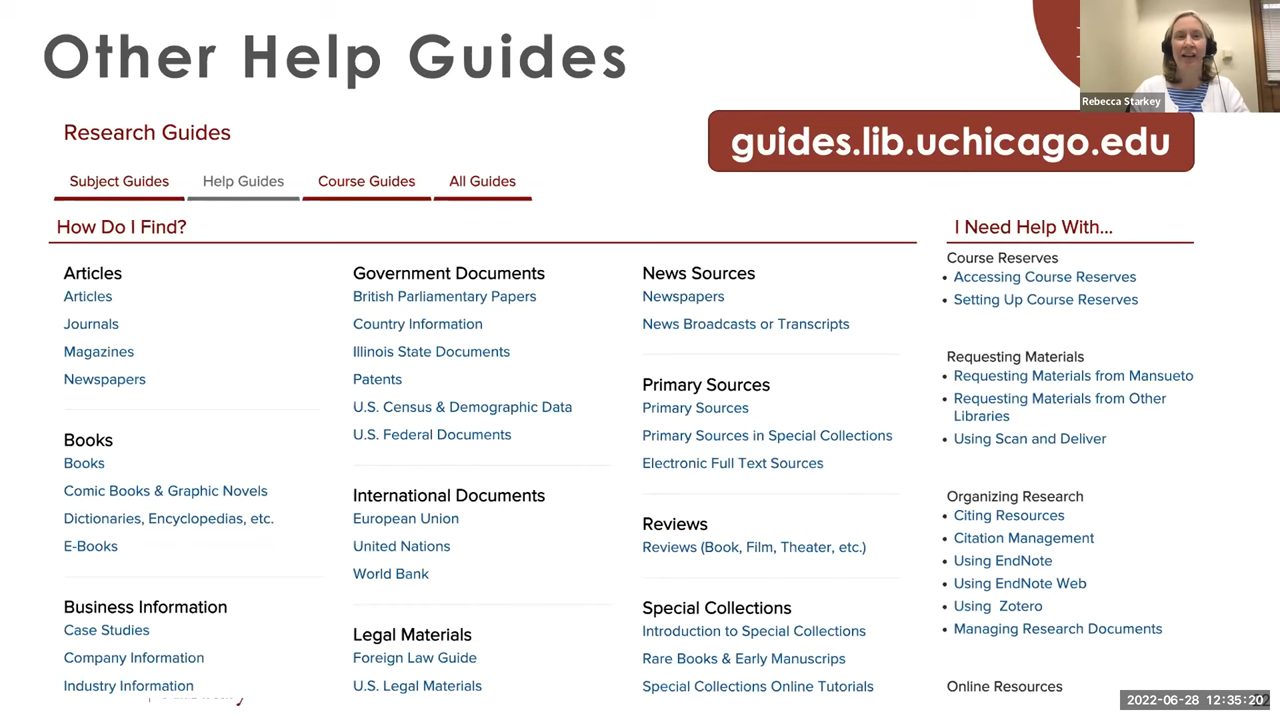 Other Help Guides
Rebecca Starkey
guides.lib.uchicago.edu
Research Guides
Subject Guides
Help Guides
Course Guides
All Guides
How Do I Find?
Articles
Articles
Journals
Magazines
Newspapers
Books
Books
Comic Books & Graphic Novels
Dictionaries, Encyclopedias, etc.
E-Books
Business Information
Case Studies
Company Information
Industry Information
Government Documents
British Parliamentary Papers
Country Information
Illinois State Documents
Patents
U.S. Census & Demographic Data
U.S. Federal Documents
International Documents
European Union
United Nations
World Bank
Legal Materials
Foreign Law Guide
U.S. Legal Materials
News Sources
Newspapers
News Broadcasts or Transcripts
Primary Sources
Primary Sources
Primary Sources in Special Collections
Electronic Full Text Sources
Reviews
Reviews (Book, Film, Theater, etc.)
Special Collections
Introduction to Special Collections
Rare Books & Early Manuscrips
Special Collections Online Tutorials
I Need Help With...
Course Reserves
• Accessing Course Reserves
• Setting Up Course Reserves
Requesting Materials
• Requesting Materials from Mansueto
• Requesting Materials from Other
Libraries
• Using Scan and Deliver
Organizing Research
• Citing Resources
• Citation Management
• Using EndNote
• Using EndNote Web
• Using Zotero
• Managing Research Documents
Online Resources
2022-06-28 12:35:20